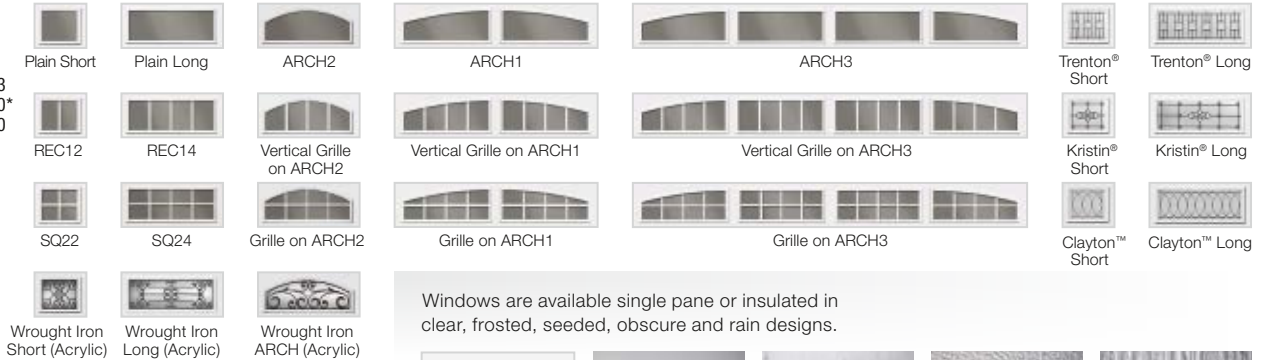 Plain Short
Plain Long
ARCH2
ARCH1
ARCH3
Trenton®
Short
Trenton® Long
3
0*
0
REC12
REC14
Vertical Grille
on ARCH2
Vertical Grille on ARCH1
Vertical Grille on ARCH3
Kristin®
Short
Kristin® Long
SQ22
SQ24
Grille on ARCH2
Grille on ARCH1
Grille on ARCH3
Clayton™
Short
Clayton™ Long
Wrought Iron
Short (Acrylic)
Wrought Iron
Long (Acrylic)
Wrought Iron
ARCH (Acrylic)
Windows are available single pane or insulated in
clear, frosted, seeded, obscure and rain designs.